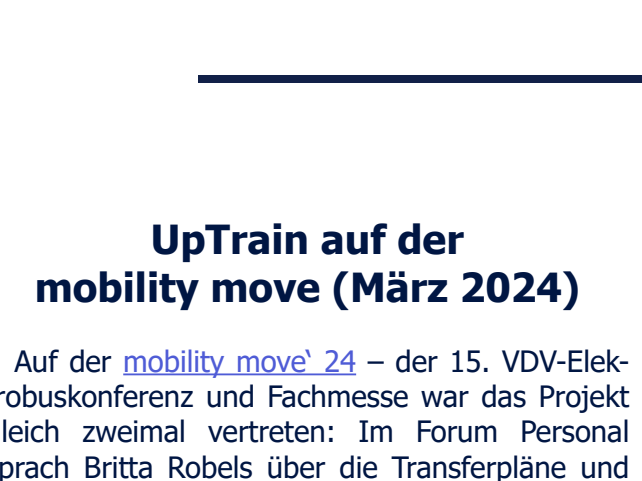 UpTrain auf der
mobility move (März 2024)
Auf der mobility move‘ 24 – der 15. VDV-Elek-
robuskonferenz und Fachmesse war das Projekt
leich zweimal vertreten: Im Forum Personal
prach Britta Robels über die Transferpläne und